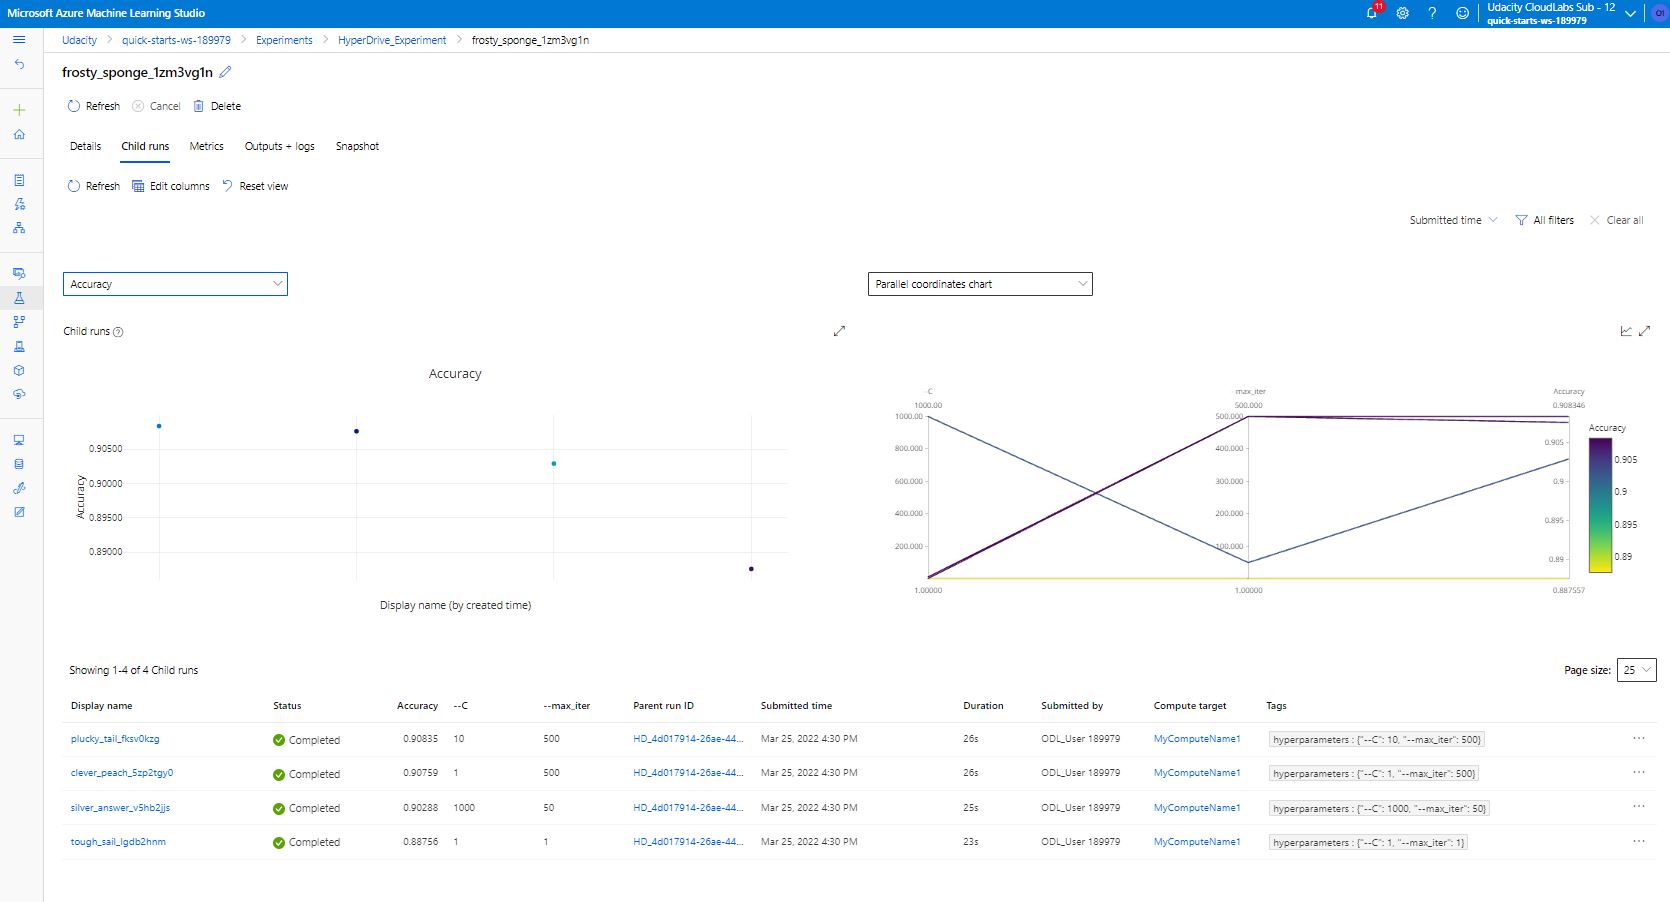 Microsoft Azure Machine Learning Studio
11
Udacity CloudLabs Sub - 12
quick-starts-ws-189979
Udacity > quick-starts-ws-189979 > Experiments > HyperDrive_Experiment > frosty_sponge_1zm3vg1n
frosty_sponge_1zm3vg1n
Refresh Cancel Delete
Details Child runs Metrics Outputs + logs Snapshot
Refresh Edit columns Reset view
Submitted time All filters Clear all
Accuracy
Parallel coordinates chart
Child runs
Accuracy
0.90500
0.90000
0.89500
0.89000
Accuracy
Display name (by created time)
--C max_iter Accuracy
1000.00 500.000 0.908346
1000.00 500.000
800.000 400.000 0.905
600.000 300.000 0.9
400.000 200.000 0.895
200.000 100.000 0.89
1.00000 1.00000 0.887557
Accuracy
0.905
0.9
0.895
0.89
Showing 1-4 of 4 Child runs
Page size: 25
Display name Status Accuracy --C --max_iter Parent run ID Submitted time Duration Submitted by Compute target Tags
plucky_tail_fksv0kzg Completed 0.90835 10 500 HD_4d017914-26ae-44... Mar 25, 2022 4:30 PM 26s ODL_User 189979 MyComputeName1 hyperparameters : {"--C": 10, "--max_iter": 500}
clever_peach_5zp2tgy0 Completed 0.90759 1 500 HD_4d017914-26ae-44... Mar 25, 2022 4:30 PM 26s ODL_User 189979 MyComputeName1 hyperparameters : {"--C": 1, "--max_iter": 500}
silver_answer_v5hb2jjs Completed 0.90288 1000 50 HD_4d017914-26ae-44... Mar 25, 2022 4:30 PM 25s ODL_User 189979 MyComputeName1 hyperparameters : {"--C": 1000, "--max_iter": 50}
tough_sail_lgdb2hnm Completed 0.88756 1 1 HD_4d017914-26ae-44... Mar 25, 2022 4:30 PM 23s ODL_User 189979 MyComputeName1 hyperparameters : {"--C": 1, "--max_iter": 1}